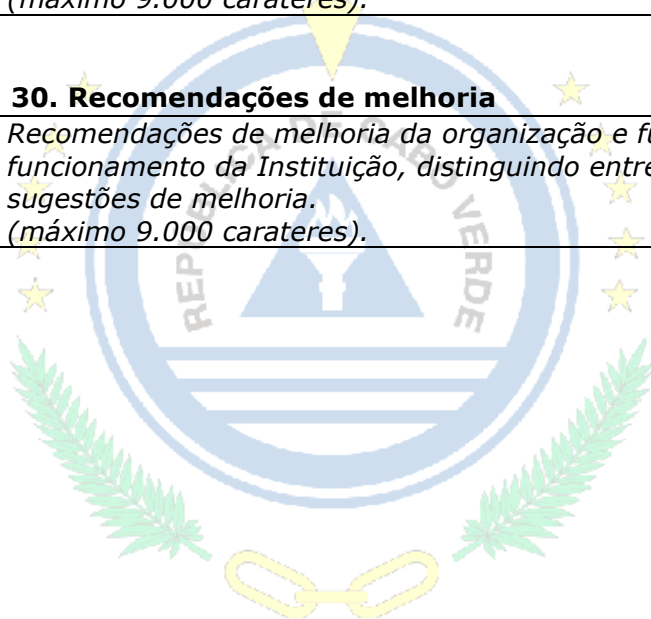 (máximo 9.000 carateres).
30. Recomendações de melhoria
Recomendações de melhoria da organização e
funcionamento da Instituição, distinguindo entre
sugestões de melhoria.
(máximo 9.000 carateres).
REPÚBLICA DE CABO VERDE